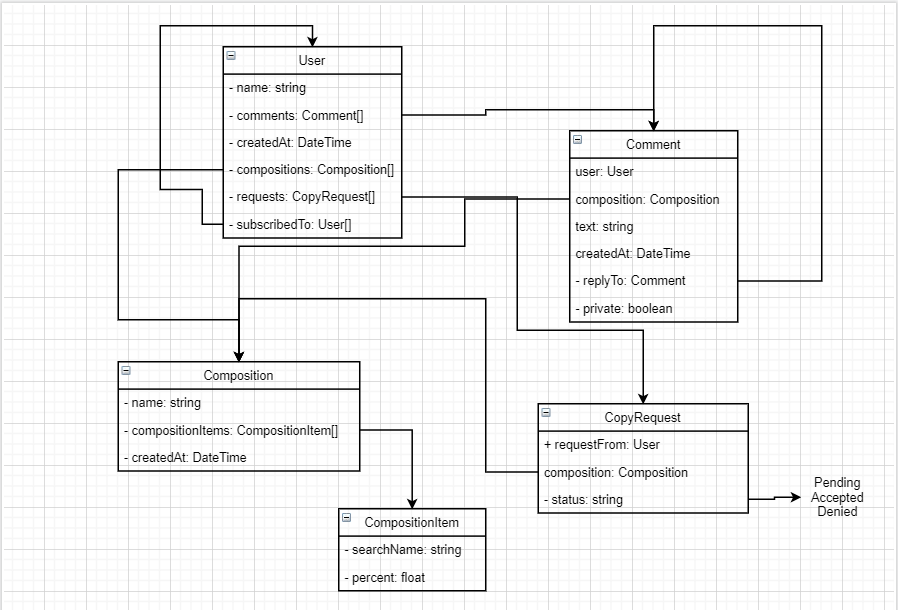 User
- name: string
- comments: Comment[]
- createdAt: DateTime
- compositions: Composition[]
- requests: CopyRequest[]
- subscribedTo: User[]
Comment
user: User
composition: Composition
text: string
createdAt: DateTime
- replyTo: Comment
- private: boolean
Composition
- name: string
- compositionItems: CompositionItem[]
- createdAt: DateTime
CopyRequest
+ requestFrom: User
composition: Composition
- status: string
Pending
Accepted
Denied
CompositionItem
- searchName: string
- percent: float